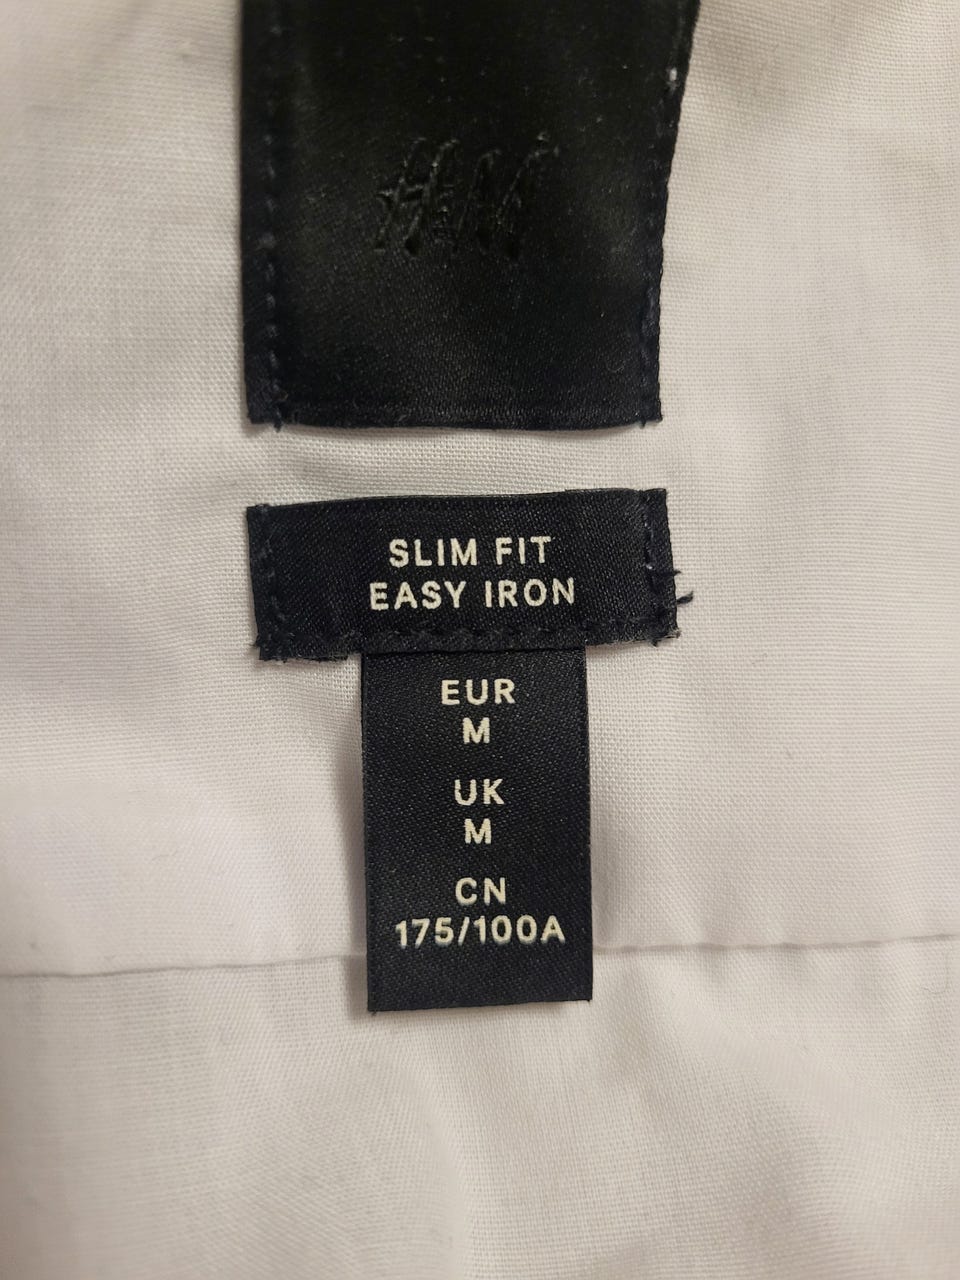 H&M
SLIM FIT
EASY IRON
EUR
M
UK
M
CN
175/100A